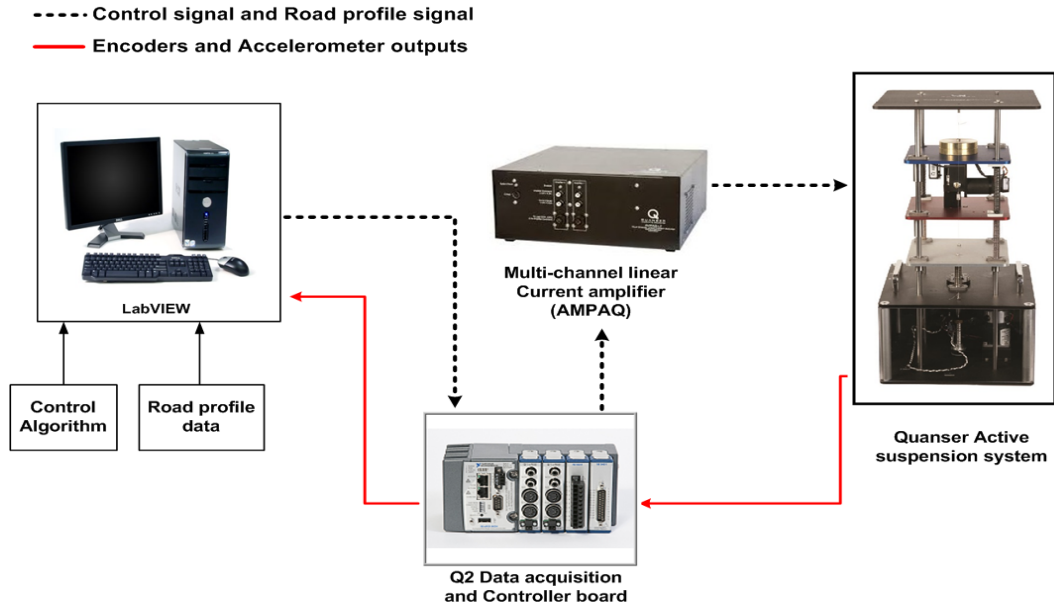 Control signal and Road profile signal
Encoders and Accelerometer outputs
LabVIEW
Control
Algorithm
Road profile
data
Multi-channel linear
Current amplifier
(AMPAQ)
Q2 Data acquisition
and Controller board
Quanser Active
suspension system